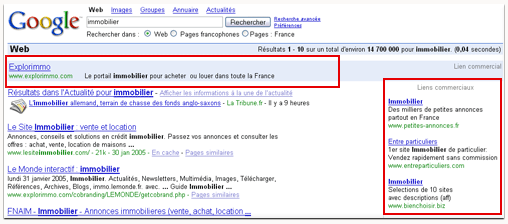 Web Images Groupes Annuaire Actualités
Google
immobilier
Rechercher
Recherche avancée
Préférences
Rechercher dans : Web Pages francophones Pages : France
Web
Résultats 1 - 10 sur un total d'environ 14 700 000 pour immobilier. (0,04 secondes)
Explorimmo
Lien commercial
www.explorimmo.com Le portail immobilier pour acheter ou louer dans toute la France
Résultats dans l'Actualité pour immobilier - Afficher les informations à la une de l'actualité
L'immobilier allemand, terrain de chasse des fonds anglo-saxons - La Tribune.fr - Il y a 9 heures
Le Site Immobilier : vente et location
Annonces, conseils et solutions en crédit immobilier. Passez vos annonces et consulter les
offres : achat, vente, location de maisons ...
www.lesiteimmobilier.com/ - 21k - 30 jan 2005 - En cache - Pages similaires
Le Monde interactif : immobilier
lundi 31 janvier 2005. Immobilier. Actualités, Newsletters, Multimédia, Images, Télécharger,
Références, Archives, Blogs, immo.lemonde.fr. avec. ... Guide Immobilier ...
www.explorimmo.com/cobranding/LEMONDE/gatcobrand.php - Pages similaires
FNAIM - Immobilier - Annonces immobilieres (vente, achat, location ...
Liens commerciaux
Immobilier
Des milliers de petites annonces
partout en France
www.petites-annonces.fr
Entre particuliers
1er site Immobilier de particulier.
Vendez rapidement sans commission
www.entreparticuliers.com
Immobilier
Selections de 10 sites
avec descriptions (aff)
www.bienchoisir.biz